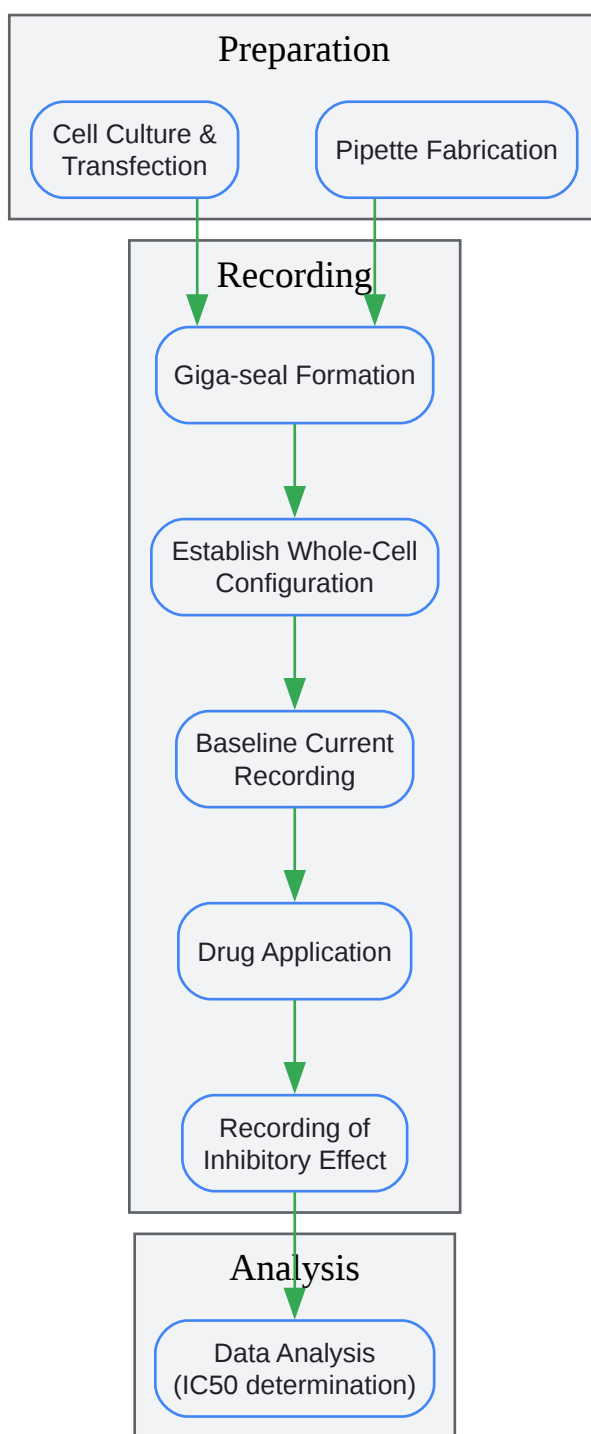 Preparation
Cell Culture &
Transfection
Pipette Fabrication
Recording
Giga-seal Formation
Establish Whole-Cell
Configuration
Baseline Current
Recording
Drug Application
Recording of
Inhibitory Effect
Analysis
Data Analysis
(IC50 determination)